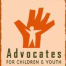 Advocates
FOR CHILDREN & YOUTH